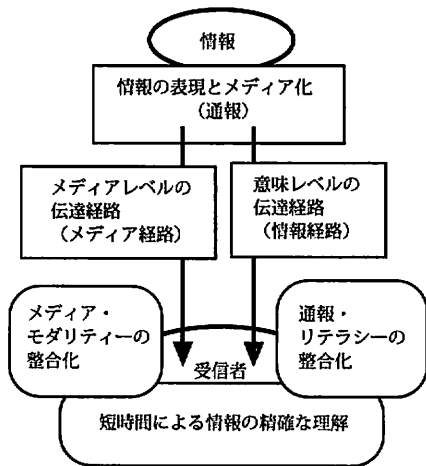 情報
情報の表現とメディア化
(通報)
メディアレベルの
伝達経路
(メディア経路)
意味レベルの
伝達経路
(情報経路)
メディア・
モダリティーの
整合化
通報・
リテラシーの
整合化
受信者
短時間による情報の精確な理解